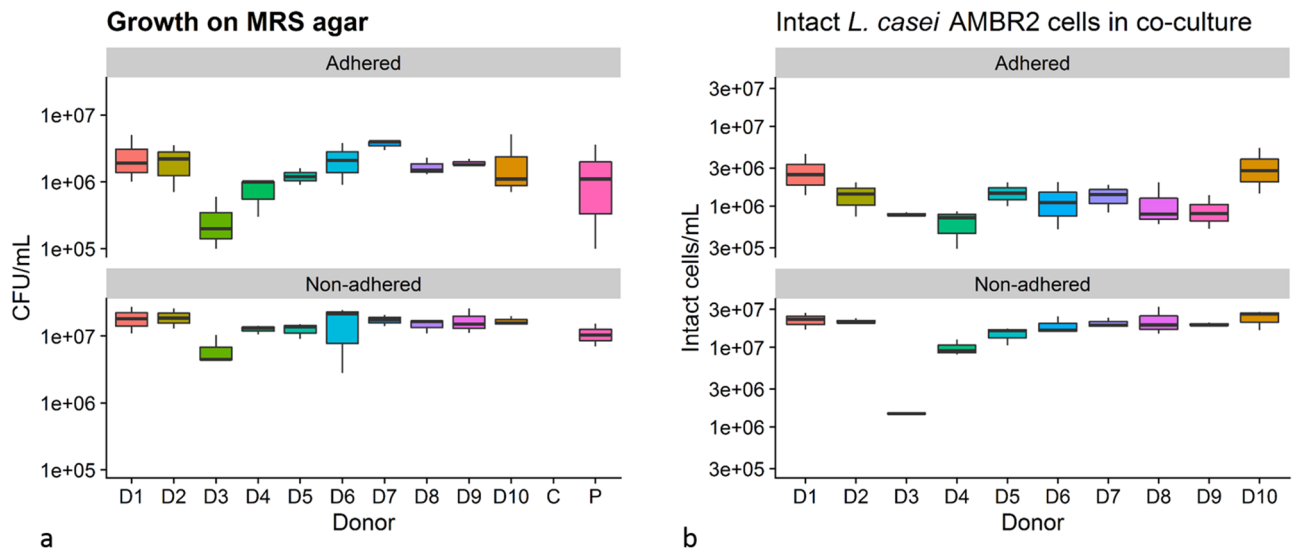 Growth on MRS agar
Adhered
1e+07
1e+06
1e+05
Non-adhered
1e+07
1e+06
1e+05
CFU/mL
D1 D2 D3 D4 D5 D6 D7 D8 D9 D10 C P
Donor
a
Intact L. casei AMBR2 cells in co-culture
Adhered
3e+07
1e+07
3e+06
1e+06
3e+05
Non-adhered
3e+07
1e+07
3e+06
1e+06
3e+05
Intact cells/mL
D1 D2 D3 D4 D5 D6 D7 D8 D9 D10
Donor
b